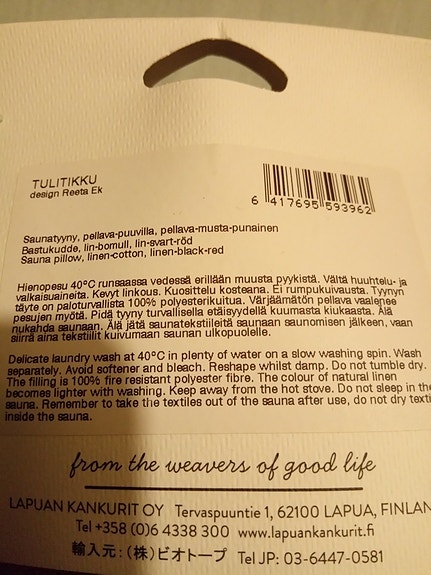 TULITIKKU
design Reeta Ek
6 417695 593962
Saunatyyny, pellava-puuvilla, pellava-musta-punainen
Bastukudde, lin-bomull, lin-svart-röd
Sauna pillow, linen-cotton, linen-black-red
Hienopesu 40°C runsaassa vedessä erillään muusta pyykistä. Vältä huuhtelu- ja
valkaisuaineita. Kevyt linkous. Kuosittelu kosteana. Ei rumpukuivausta. Tyynyn
täyte on paloturvallista 100% polyesterikuitua. Värjäämätön pellava vaalenee
pesujen myötä. Pidä tyyny turvallisella etäisyydellä kuumasta kiukaasta. Älä
nukahda saunaan. Älä jätä saunatekstiileitä saunaan saunomisen jälkeen, vaan
siirrä aina tekstiilit kuivumaan saunan ulkopuolelle.
Delicate laundry wash at 40°C in plenty of water on a slow washing spin. Wash
separately. Avoid softener and bleach. Reshape whilst damp. Do not tumble dry.
The filling is 100% fire resistant polyester fibre. The colour of natural linen
becomes lighter with washing. Keep away from the hot stove. Do not sleep in the
sauna. Remember to take the textiles out of the sauna after use, do not dry texti
inside the sauna.
from the weavers of good life
LAPUAN KANKURIT OY Tervaspuuntie 1, 62100 LAPUA, FINLAN
Tel +358 (0)6 4338 300 www.lapuankankurit.fi
輸入元:(株)ビオトープ Tel JP: 03-6447-0581